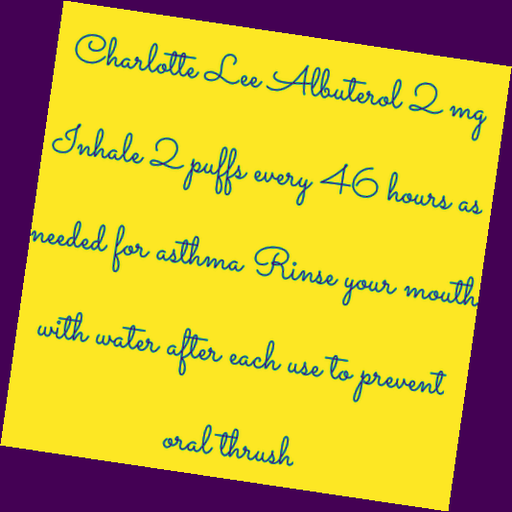 Charlotte Lee Albuterol 2 mg
Inhale 2 puffs every 46 hours as
needed for asthma Rinse your mouth
with water after each use to prevent
oral thrush